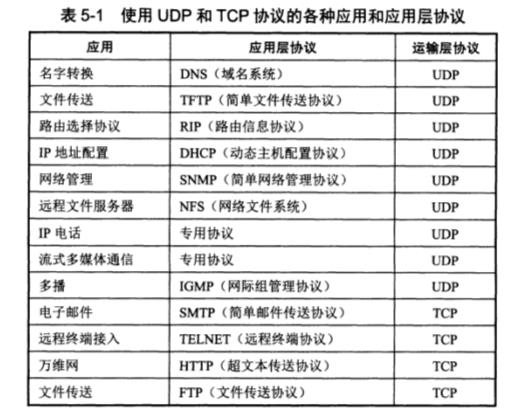 表 5-1 使用 UDP 和 TCP 协议的各种应用和应用层协议
应用 应用层协议 运输层协议
名字转换 DNS（域名系统） UDP
文件传送 TFTP（简单文件传送协议） UDP
路由选择协议 RIP（路由信息协议） UDP
IP 地址配置 DHCP（动态主机配置协议） UDP
网络管理 SNMP（简单网络管理协议） UDP
远程文件服务器 NFS（网络文件系统） UDP
IP 电话 专用协议 UDP
流式多媒体通信 专用协议 UDP
多播 IGMP（网际组管理协议） UDP
电子邮件 SMTP（简单邮件传送协议） TCP
远程终端接入 TELNET（远程终端协议） TCP
万维网 HTTP（超文本传送协议） TCP
文件传送 FTP（文件传送协议） TCP